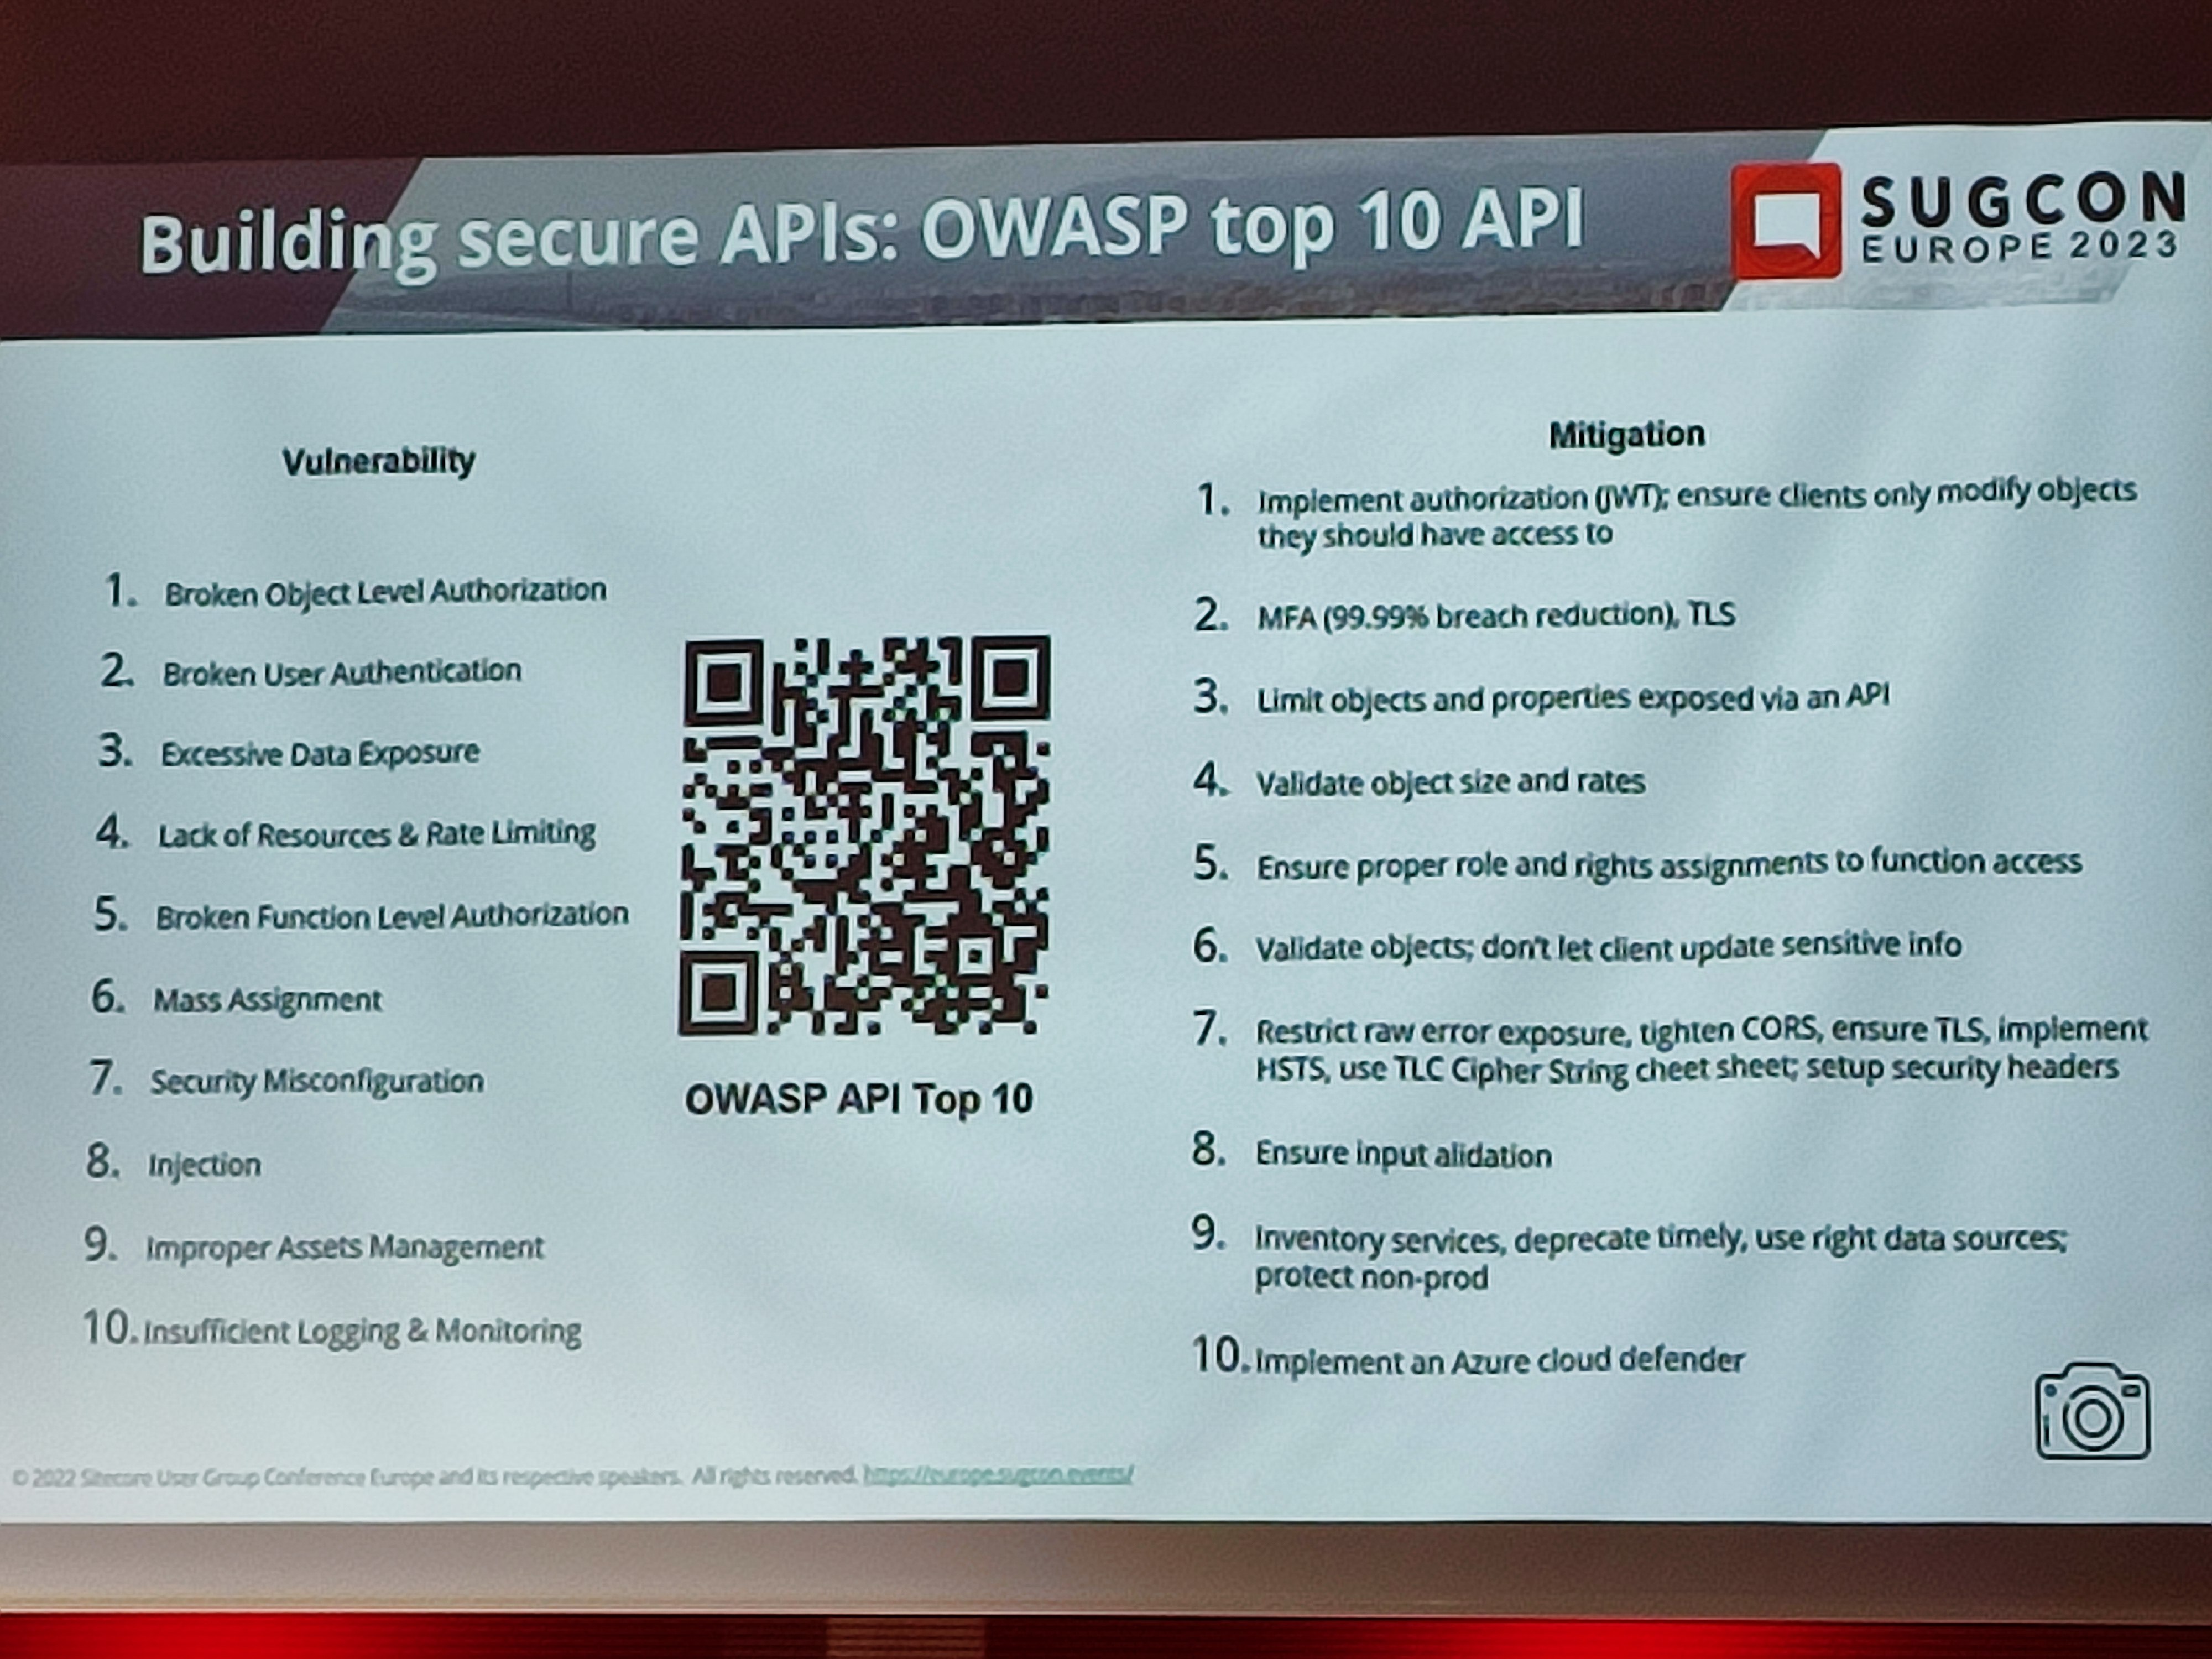 Building secure APIs: OWASP top 10 API
SUGCON
EUROPE 2023
Vulnerability
1. Broken Object Level Authorization
2. Broken User Authentication
3. Excessive Data Exposure
4. Lack of Resources & Rate Limiting
5. Broken Function Level Authorization
6. Mass Assignment
7. Security Misconfiguration
8. Injection
9. Improper Assets Management
10. Insufficient Logging & Monitoring
OWASP API Top 10
Mitigation
1. Implement authorization (JWT); ensure clients only modify objects
they should have access to
2. MFA (99.99% breach reduction), TLS
3. Limit objects and properties exposed via an API
4. Validate object size and rates
5. Ensure proper role and rights assignments to function access
6. Validate objects; don't let client update sensitive info
7. Restrict raw error exposure, tighten CORS, ensure TLS, implement
HSTS, use TLC Cipher String cheet sheet; setup security headers
8. Ensure input alidation
9. Inventory services, deprecate timely, use right data sources;
protect non-prod
10. Implement an Azure cloud defender
© 2022 Sitecore User Group Conference Europe and its respective speakers. All rights reserved. https://europe.sugcon.events/